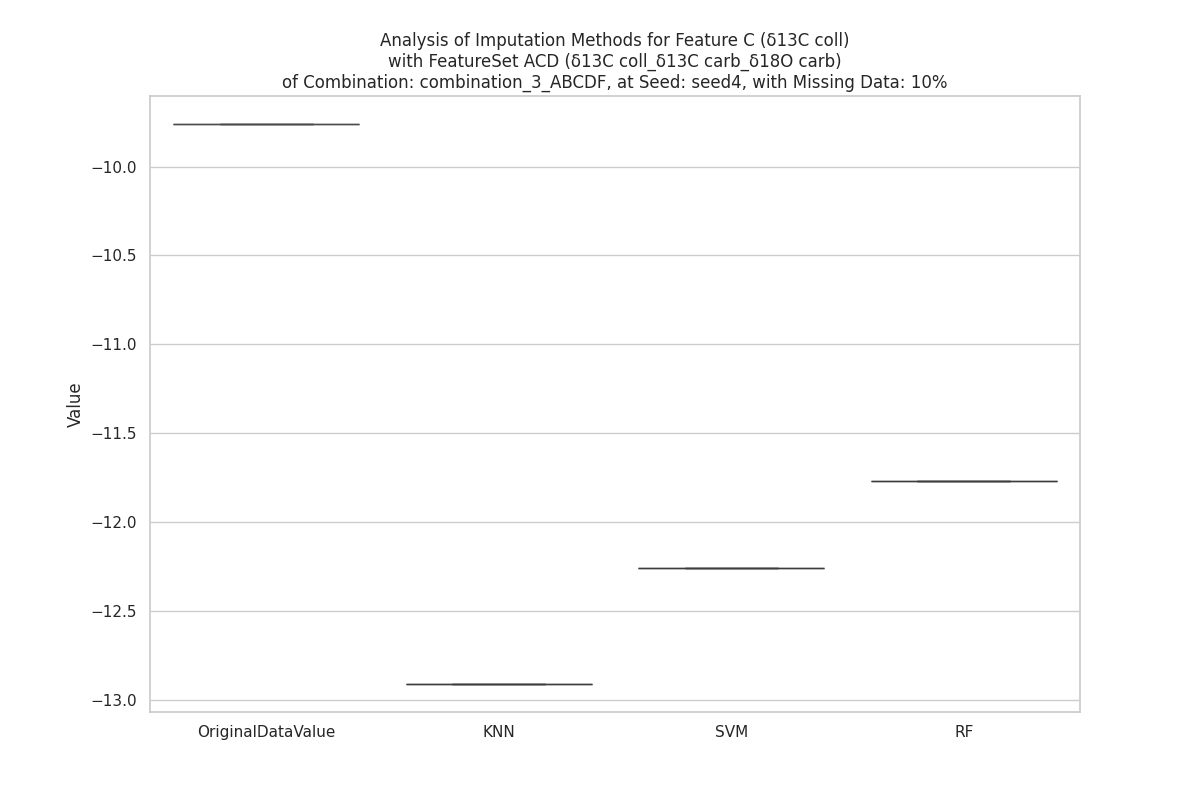 Analysis of Imputation Methods for Feature C (δ13C coll)
with FeatureSet ACD (δ13C coll_δ13C carb_δ18O carb)
of Combination: combination_3_ABCDF, at Seed: seed4, with Missing Data: 10%
Value
−10.0
−10.5
−11.0
−11.5
−12.0
−12.5
−13.0
OriginalDataValue
KNN
SVM
RF